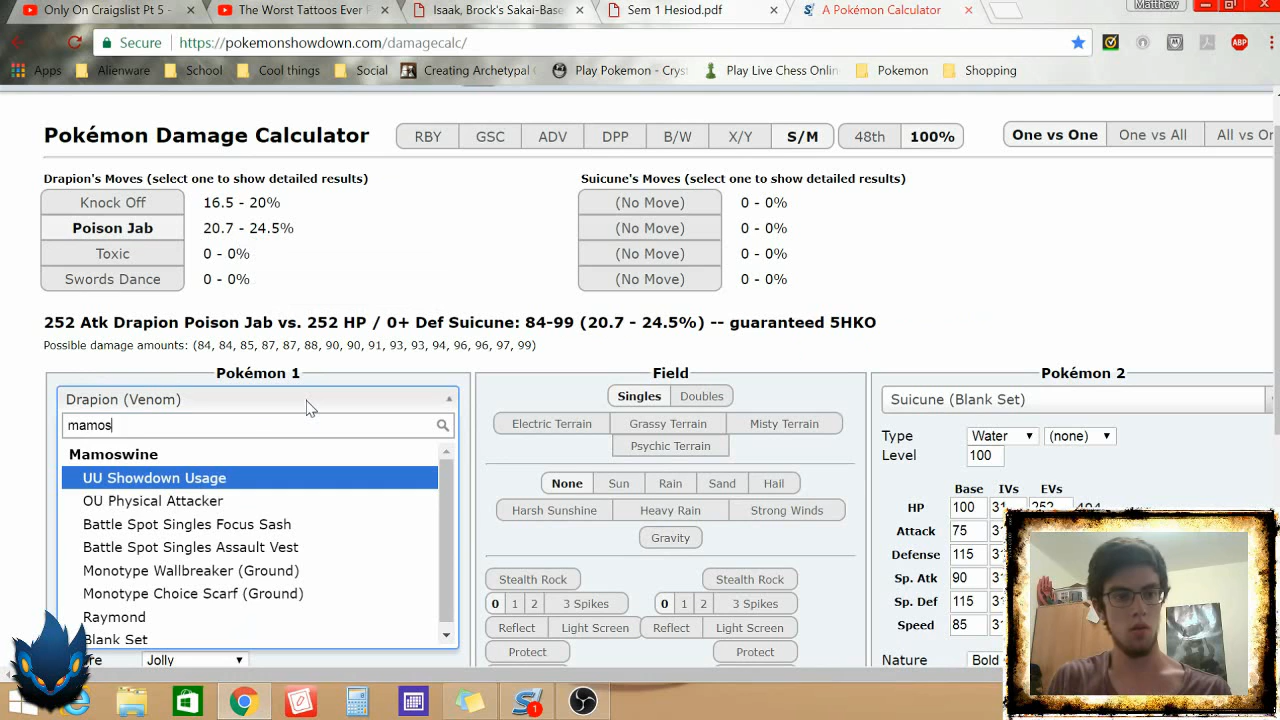 Only On Craigslist Pt 5 - × The Worst Tattoos Ever F × Isaak, Brock's Sakai-Base × Sem 1 Hesiod.pdf × A Pokémon Calculator × Matthew
Secure https://pokemonshowdown.com/damagecalc/ ABP
Apps Alienware School Cool things Social Creating Archetypal Play Pokemon - Crys Play Live Chess Onlin Pokemon Shopping
Pokémon Damage Calculator RBY GSC ADV DPP B/W X/Y S/M 48th 100% One vs One One vs All All vs On
Drapion's Moves (select one to show detailed results) Suicune's Moves (select one to show detailed results)
Knock Off 16.5 - 20% (No Move) 0 - 0%
Poison Jab 20.7 - 24.5% (No Move) 0 - 0%
Toxic 0 - 0% (No Move) 0 - 0%
Swords Dance 0 - 0% (No Move) 0 - 0%
252 Atk Drapion Poison Jab vs. 252 HP / 0+ Def Suicune: 84-99 (20.7 - 24.5%) -- guaranteed 5HKO
Possible damage amounts: (84, 84, 85, 87, 87, 88, 90, 90, 91, 93, 93, 94, 96, 96, 97, 99)
Pokémon 1 Field Pokémon 2
Drapion (Venom) Singles Doubles Suicune (Blank Set)
mamos Electric Terrain Grassy Terrain Misty Terrain Type Water (none)
Mamoswine Psychic Terrain Level 100
UU Showdown Usage None Sun Rain Sand Hail Base IVs EVs
OU Physical Attacker Harsh Sunshine Heavy Rain Strong Winds HP 100 31 252 404
Battle Spot Singles Focus Sash Gravity Attack 75
Battle Spot Singles Assault Vest Defense 115
Monotype Wallbreaker (Ground) Stealth Rock Stealth Rock Sp. Atk 90
Monotype Choice Scarf (Ground) 0 1 2 3 Spikes 0 1 2 3 Spikes Sp. Def 115
Raymond Reflect Light Screen Reflect Light Screen Speed 85
Blank Set Protect Protect
Jolly Nature Bold
1